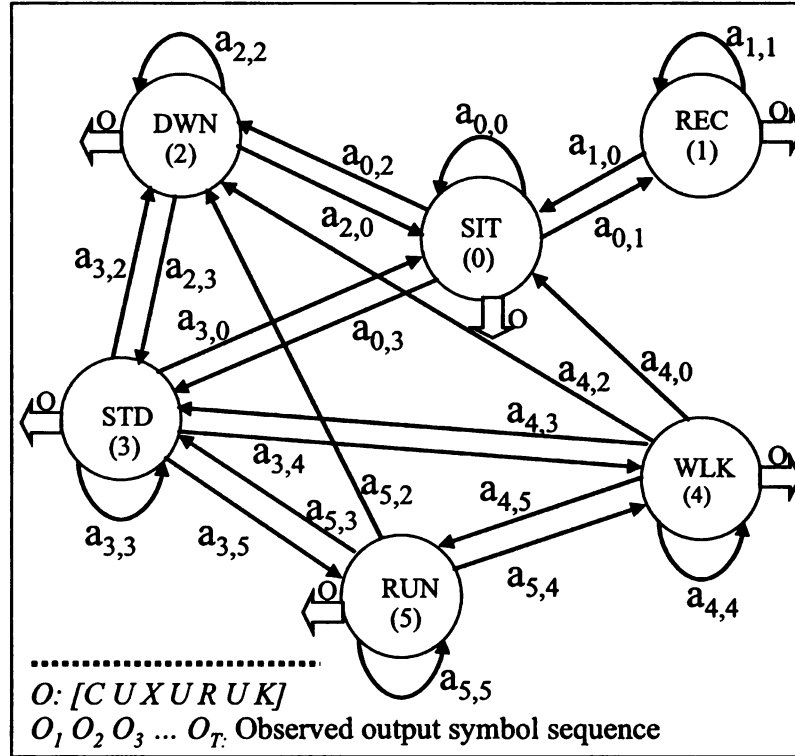 a2,2
a1,1
O
DWN
(2)
a0,0
REC
(1)
O
a1,0
a0,2
SIT
(0)
a2,0
a0,1
a3,2
a2,3
a3,0
a0,3
O
a4,0
a4,2
O
STD
(3)
a4,3
a3,4
WLK
(4)
O
a5,2
a4,5
a3,3
a3,5
a5,3
a5,4
a4,4
O
RUN
(5)
a5,5
O: [C U X U R U K]
O1 O2 O3 ... OT: Observed output symbol sequence